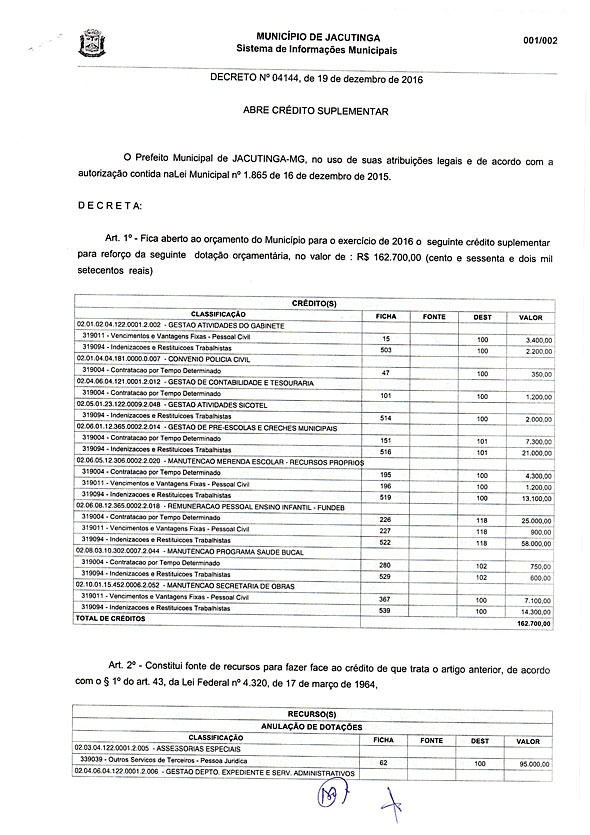 MUNICÍPIO DE JACUTINGA
Sistema de Informações Municipais
001/002
DECRETO Nº 04144, de 19 de dezembro de 2016
ABRE CRÉDITO SUPLEMENTAR
O Prefeito Municipal de JACUTINGA-MG, no uso de suas atribuições legais e de acordo com a
autorização contida naLei Municipal nº 1.865 de 16 de dezembro de 2015.
D E C R E T A:
Art. 1º - Fica aberto ao orçamento do Município para o exercício de 2016 o seguinte crédito suplementar
para reforço da seguinte dotação orçamentária, no valor de : R$ 162.700,00 (cento e sessenta e dois mil
setecentos reais)
CRÉDITO(S)
CLASSIFICAÇÃO FICHA FONTE DEST VALOR
02.01.02.04.122.0001.2.002 - GESTAO ATIVIDADES DO GABINETE
319011 - Vencimentos e Vantagens Fixas - Pessoal Civil 15 100 3.400,00
319094 - Indenizacoes e Restituicoes Trabalhistas 503 100 2.200,00
02.01.04.04.181.0000.0.007 - CONVENIO POLICIA CIVIL
319004 - Contratacao por Tempo Determinado 47 100 350,00
02.04.06.04.121.0001.2.012 - GESTAO DE CONTABILIDADE E TESOURARIA
319004 - Contratacao por Tempo Determinado 101 100 1.200,00
02.05.01.23.122.0009.2.048 - GESTAO ATIVIDADES SICOTEL
319094 - Indenizacoes e Restituicoes Trabalhistas 514 100 2.000,00
02.06.01.12.365.0002.2.014 - GESTAO DE PRE-ESCOLAS E CRECHES MUNICIPAIS
319004 - Contratacao por Tempo Determinado 151 101 7.300,00
319094 - Indenizacoes e Restituicoes Trabalhistas 516 101 21.000,00
02.06.05.12.306.0002.2.020 - MANUTENCAO MERENDA ESCOLAR - RECURSOS PROPRIOS
319004 - Contratacao por Tempo Determinado 195 100 4.300,00
319011 - Vencimentos e Vantagens Fixas - Pessoal Civil 196 100 1.200,00
319094 - Indenizacoes e Restituicoes Trabalhistas 519 100 13.100,00
02.06.08.12.365.0002.2.018 - REMUNERACAO PESSOAL ENSINO INFANTIL - FUNDEB
319004 - Contratacao por Tempo Determinado 226 118 25.000,00
319011 - Vencimentos e Vantagens Fixas - Pessoal Civil 227 118 900,00
319094 - Indenizacoes e Restituicoes Trabalhistas 522 118 58.000,00
02.08.03.10.302.0007.2.044 - MANUTENCAO PROGRAMA SAUDE BUCAL
319004 - Contratacao por Tempo Determinado 280 102 750,00
319094 - Indenizacoes e Restituicoes Trabalhistas 529 102 600,00
02.10.01.15.452.0006.2.052 - MANUTENCAO SECRETARIA DE OBRAS
319011 - Vencimentos e Vantagens Fixas - Pessoal Civil 367 100 7.100,00
319094 - Indenizacoes e Restituicoes Trabalhistas 539 100 14.300,00
TOTAL DE CRÉDITOS 162.700,00
Art. 2º - Constitui fonte de recursos para fazer face ao crédito de que trata o artigo anterior, de acordo
com o § 1º do art. 43, da Lei Federal nº 4.320, de 17 de março de 1964,
RECURSO(S)
ANULAÇÃO DE DOTAÇÕES
CLASSIFICAÇÃO FICHA FONTE DEST VALOR
02.03.04.122.0001.2.005 - ASSESSORIAS ESPECIAIS
339039 - Outros Servicos de Terceiros - Pessoa Juridica 62 100 95.000,00
02.04.06.04.122.0001.2.006 - GESTAO DEPTO. EXPEDIENTE E SERV. ADMINISTRATIVOS